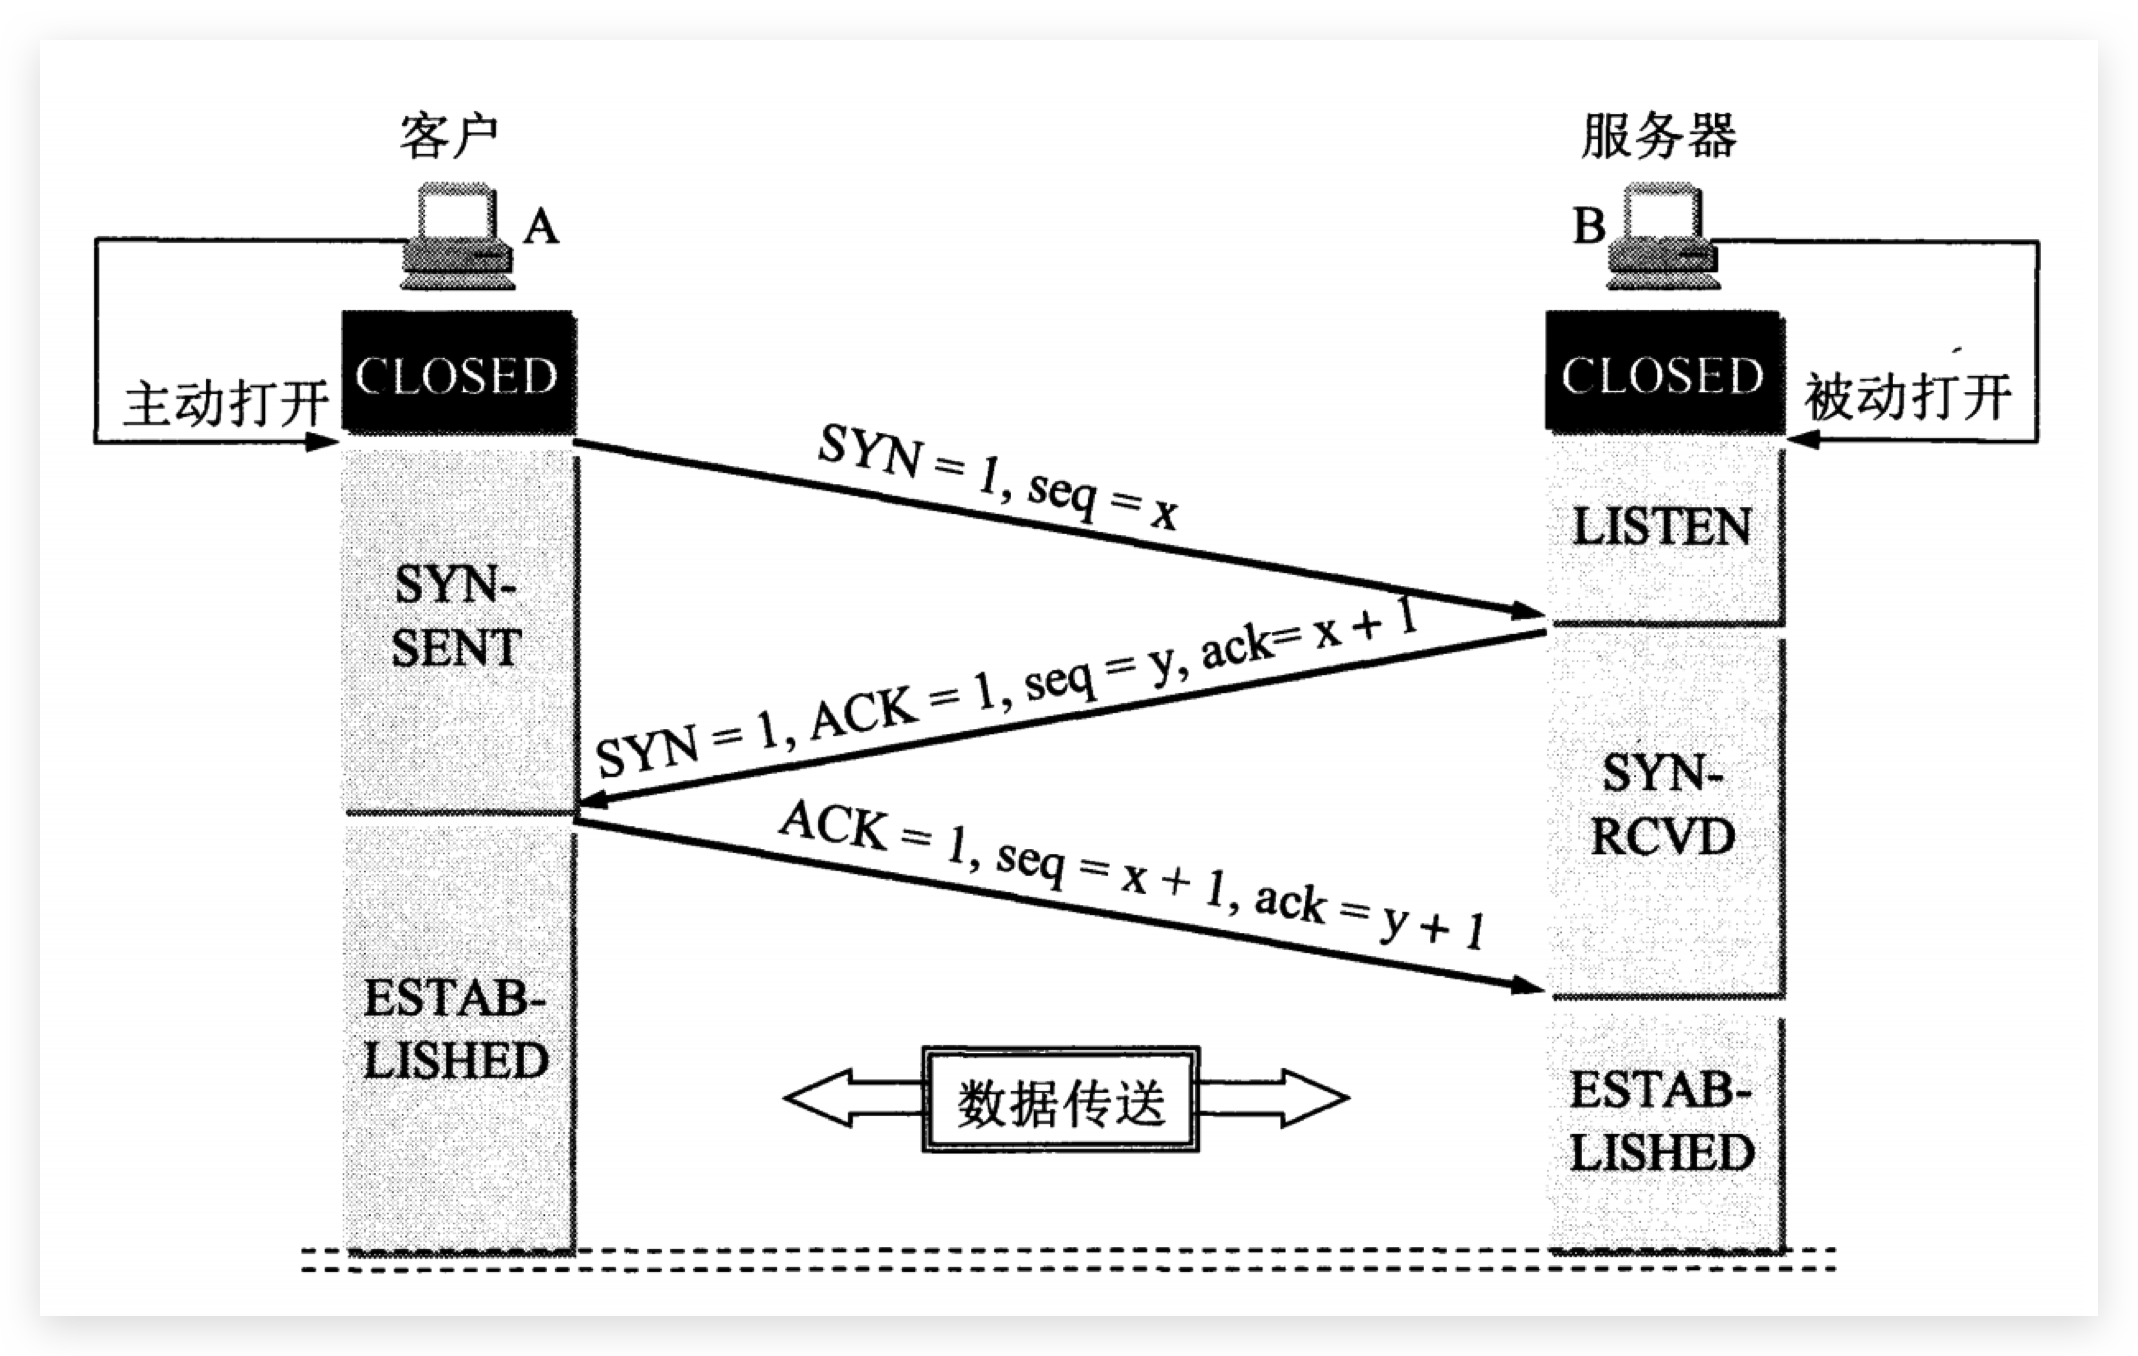 客户
服务器
A
B
CLOSED
CLOSED
主动打开
被动打开
SYN = 1, seq = x
LISTEN
SYN-
SENT
SYN = 1, ACK = 1, seq = y, ack= x + 1
SYN-
RCVD
ACK = 1, seq = x + 1, ack = y + 1
ESTAB-
LISHED
数据传送
ESTAB-
LISHED